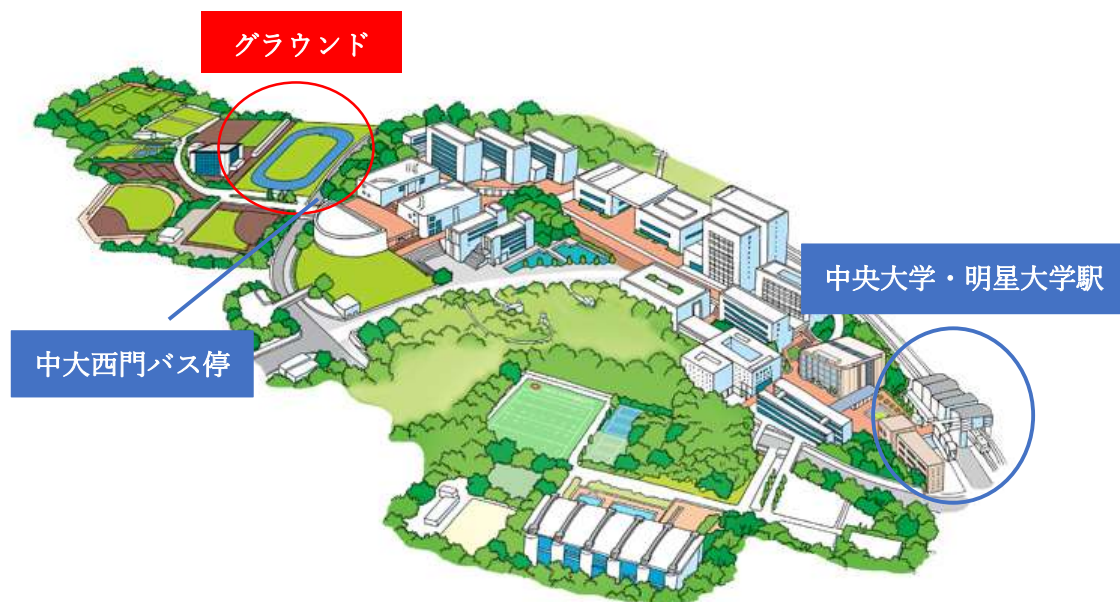 グラウンド
中央大学・明星大学駅
中大西門バス停